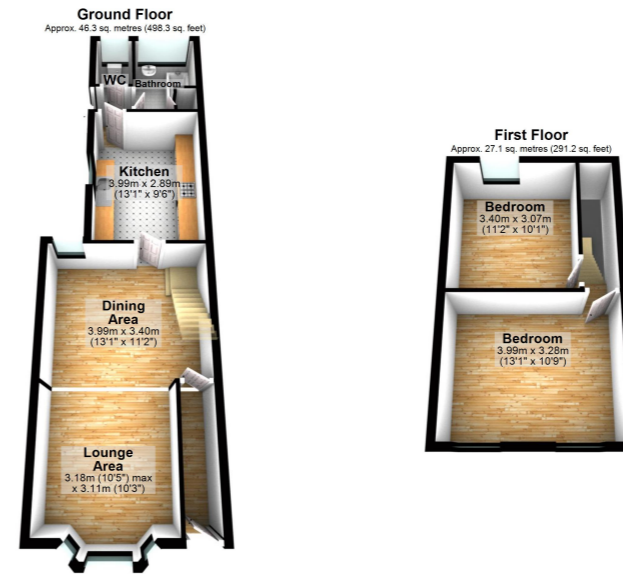 Ground Floor
Approx. 46.3 sq. metres (498.3 sq. feet)
WC
Bathroom
Kitchen
3.99m x 2.89m
(13'1" x 9'6")
Dining
Area
3.99m x 3.40m
(13'1" x 11'2")
Lounge
Area
3.18m (10'5") max
x 3.11m (10'3")
First Floor
Approx. 27.1 sq. metres (291.2 sq. feet)
Bedroom
3.40m x 3.07m
(11'2" x 10'1")
Bedroom
3.99m x 3.28m
(13'1" x 10'9")